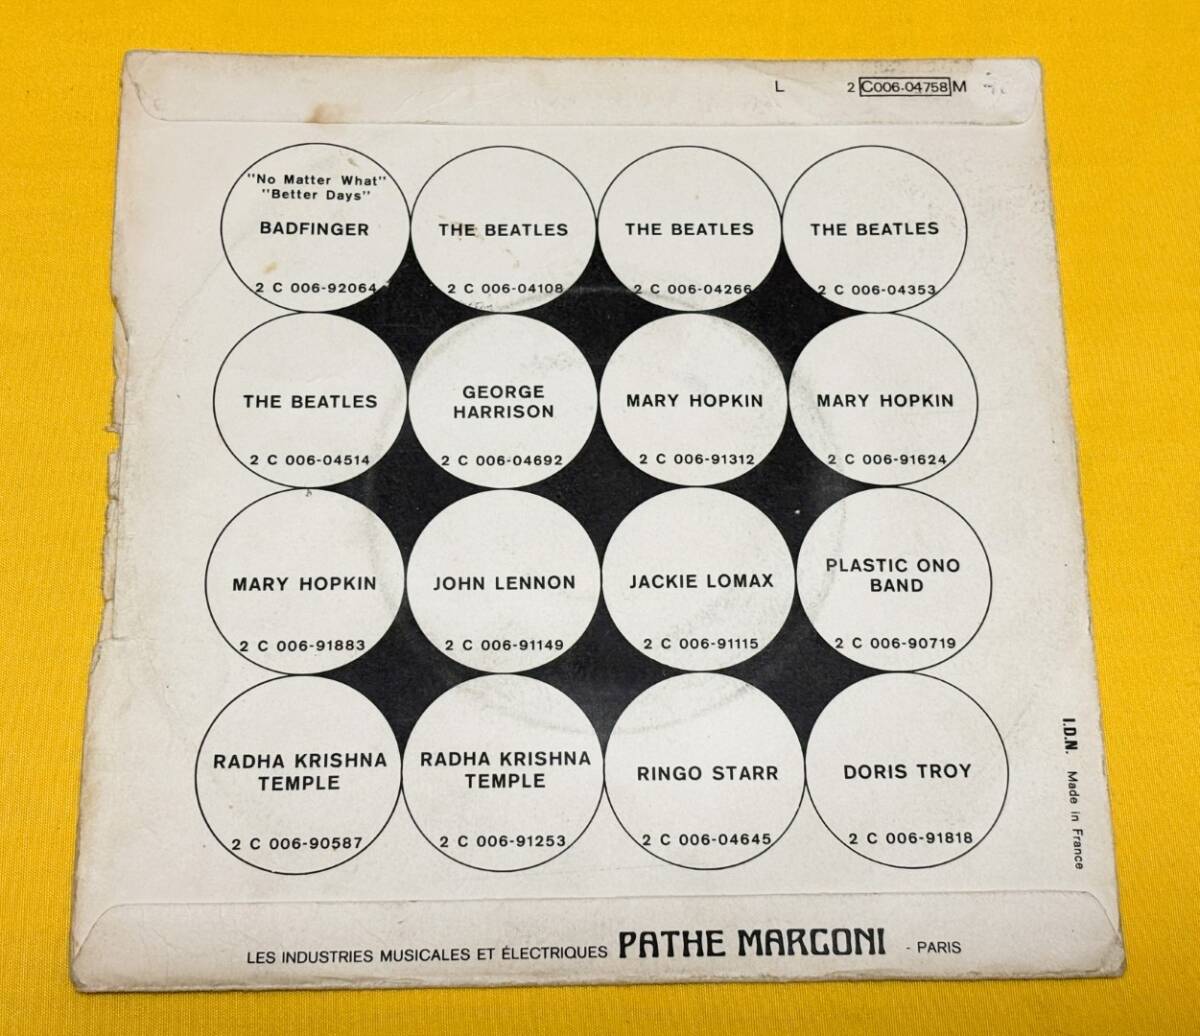 L 2 C006-04758 M
"No Matter What"
"Better Days"
BADFINGER
2 C 006-92064
THE BEATLES
2 C 006-04108
THE BEATLES
2 C 006-04266
THE BEATLES
2 C 006-04353
THE BEATLES
2 C 006-04514
GEORGE
HARRISON
2 C 006-04692
MARY HOPKIN
2 C 006-91312
MARY HOPKIN
2 C 006-91624
MARY HOPKIN
2 C 006-91883
JOHN LENNON
2 C 006-91149
JACKIE LOMAX
2 C 006-91115
PLASTIC ONO
BAND
2 C 006-90719
RADHA KRISHNA
TEMPLE
2 C 006-90587
RADHA KRISHNA
TEMPLE
2 C 006-91253
RINGO STARR
2 C 006-04645
DORIS TROY
2 C 006-91818
I.D.N. Made in France
LES INDUSTRIES MUSICALES ET ÉLECTRIQUES PATHE MARCONI - PARIS